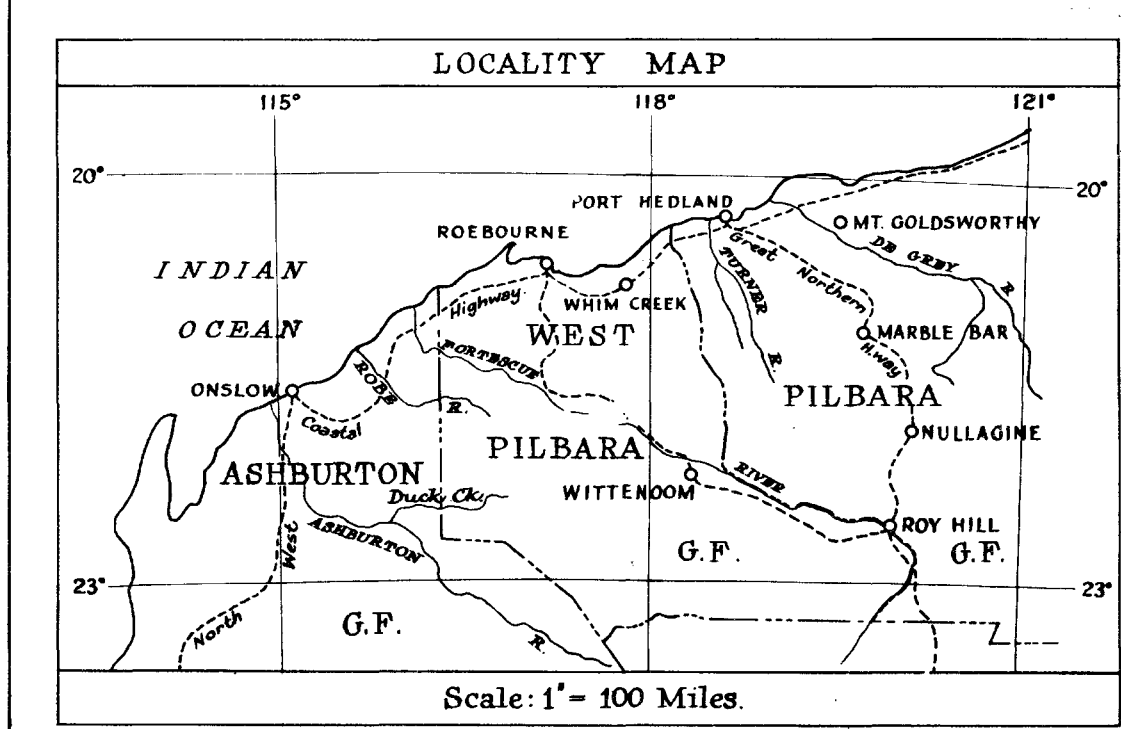 LOCALITY MAP
115° 118° 121°
20° 20°
PORT HEDLAND
MT. GOLDSWORTHY
ROEBOURNE
INDIAN
OCEAN
DE GREY R.
Great Northern H.way
TURNER R.
Highway
WHIM CREEK
WEST
MARBLE BAR
FORTESCUE
ONSLOW
ROBE R.
PILBARA
Coastal
NULLAGINE
PILBARA
ASHBURTON
RIVER
WITTENOOM
Duck Ck.
ASHBURTON
West
ROY HILL
G.F. G.F.
23° 23°
North
G.F.
R.
Scale: 1" = 100 Miles.